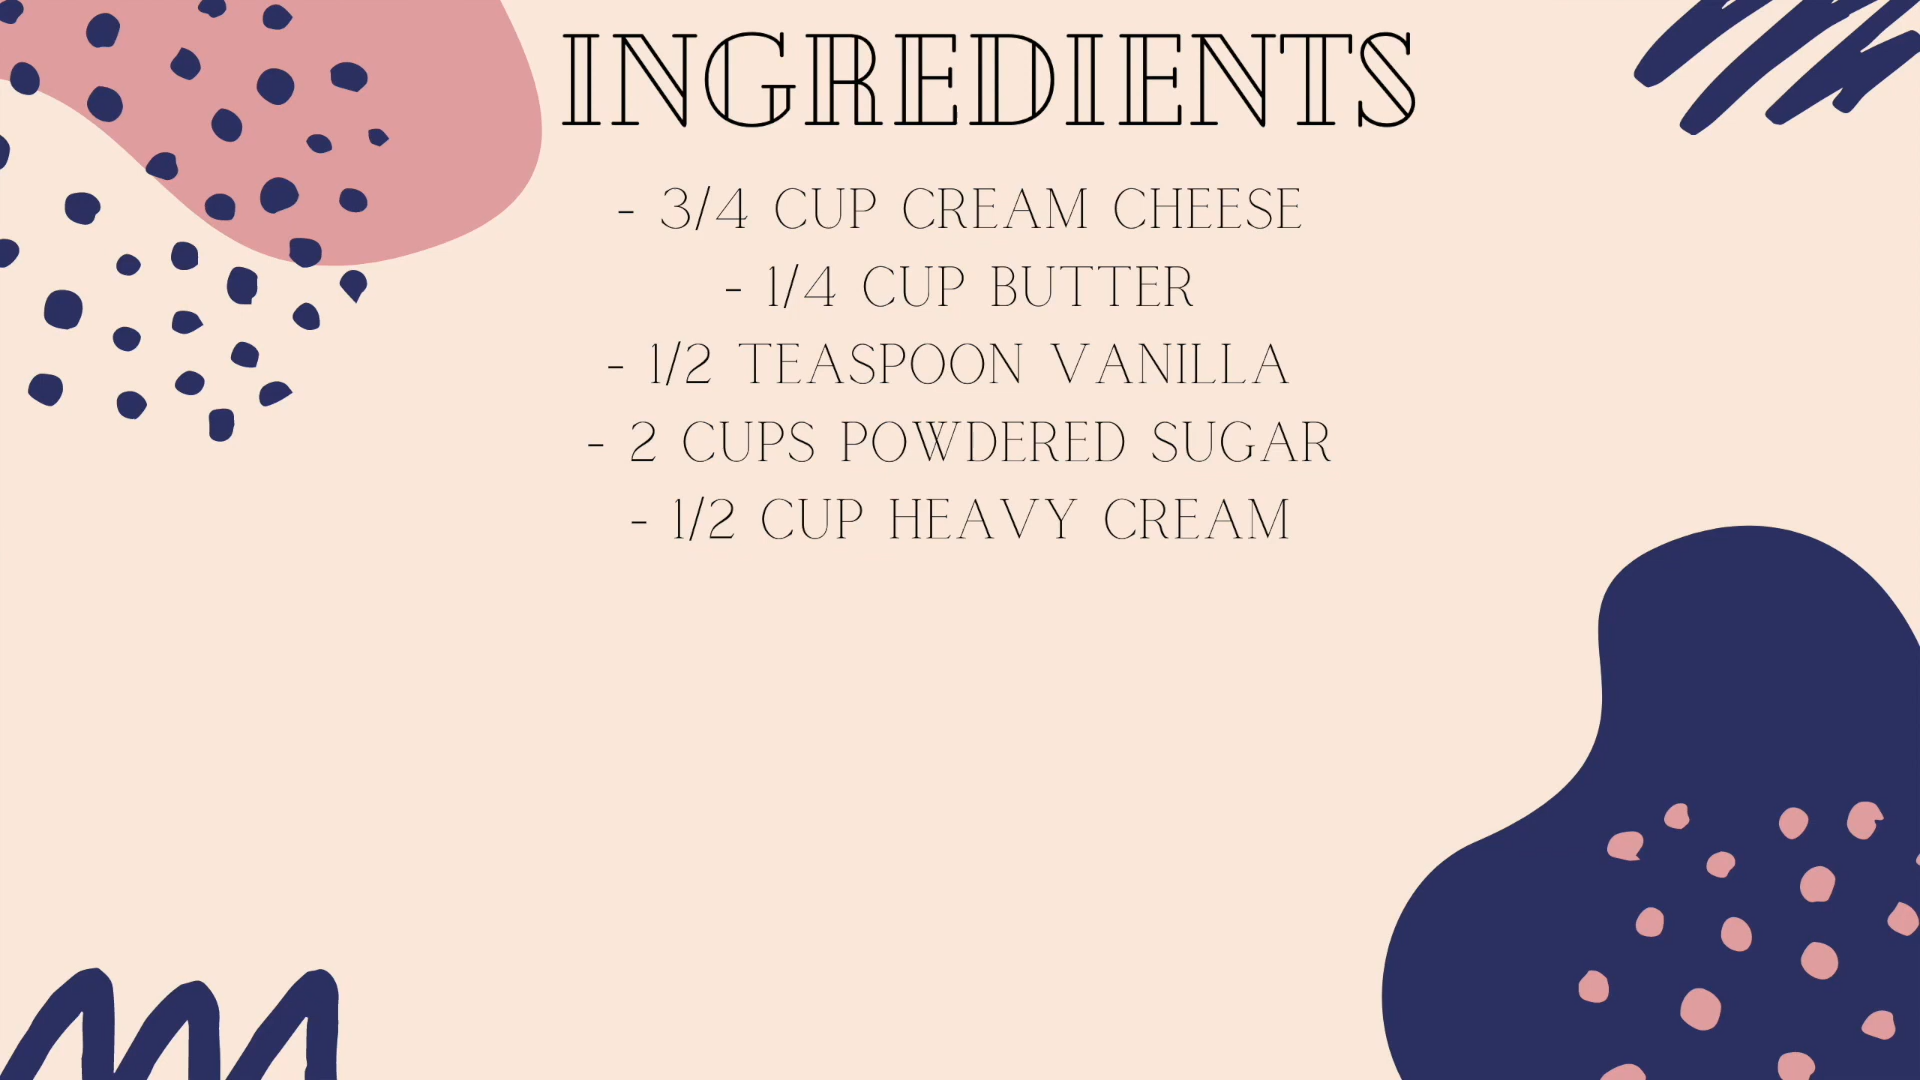 INGREDIENTS
- 3/4 CUP CREAM CHEESE
- 1/4 CUP BUTTER
- 1/2 TEASPOON VANILLA
- 2 CUPS POWDERED SUGAR
- 1/2 CUP HEAVY CREAM